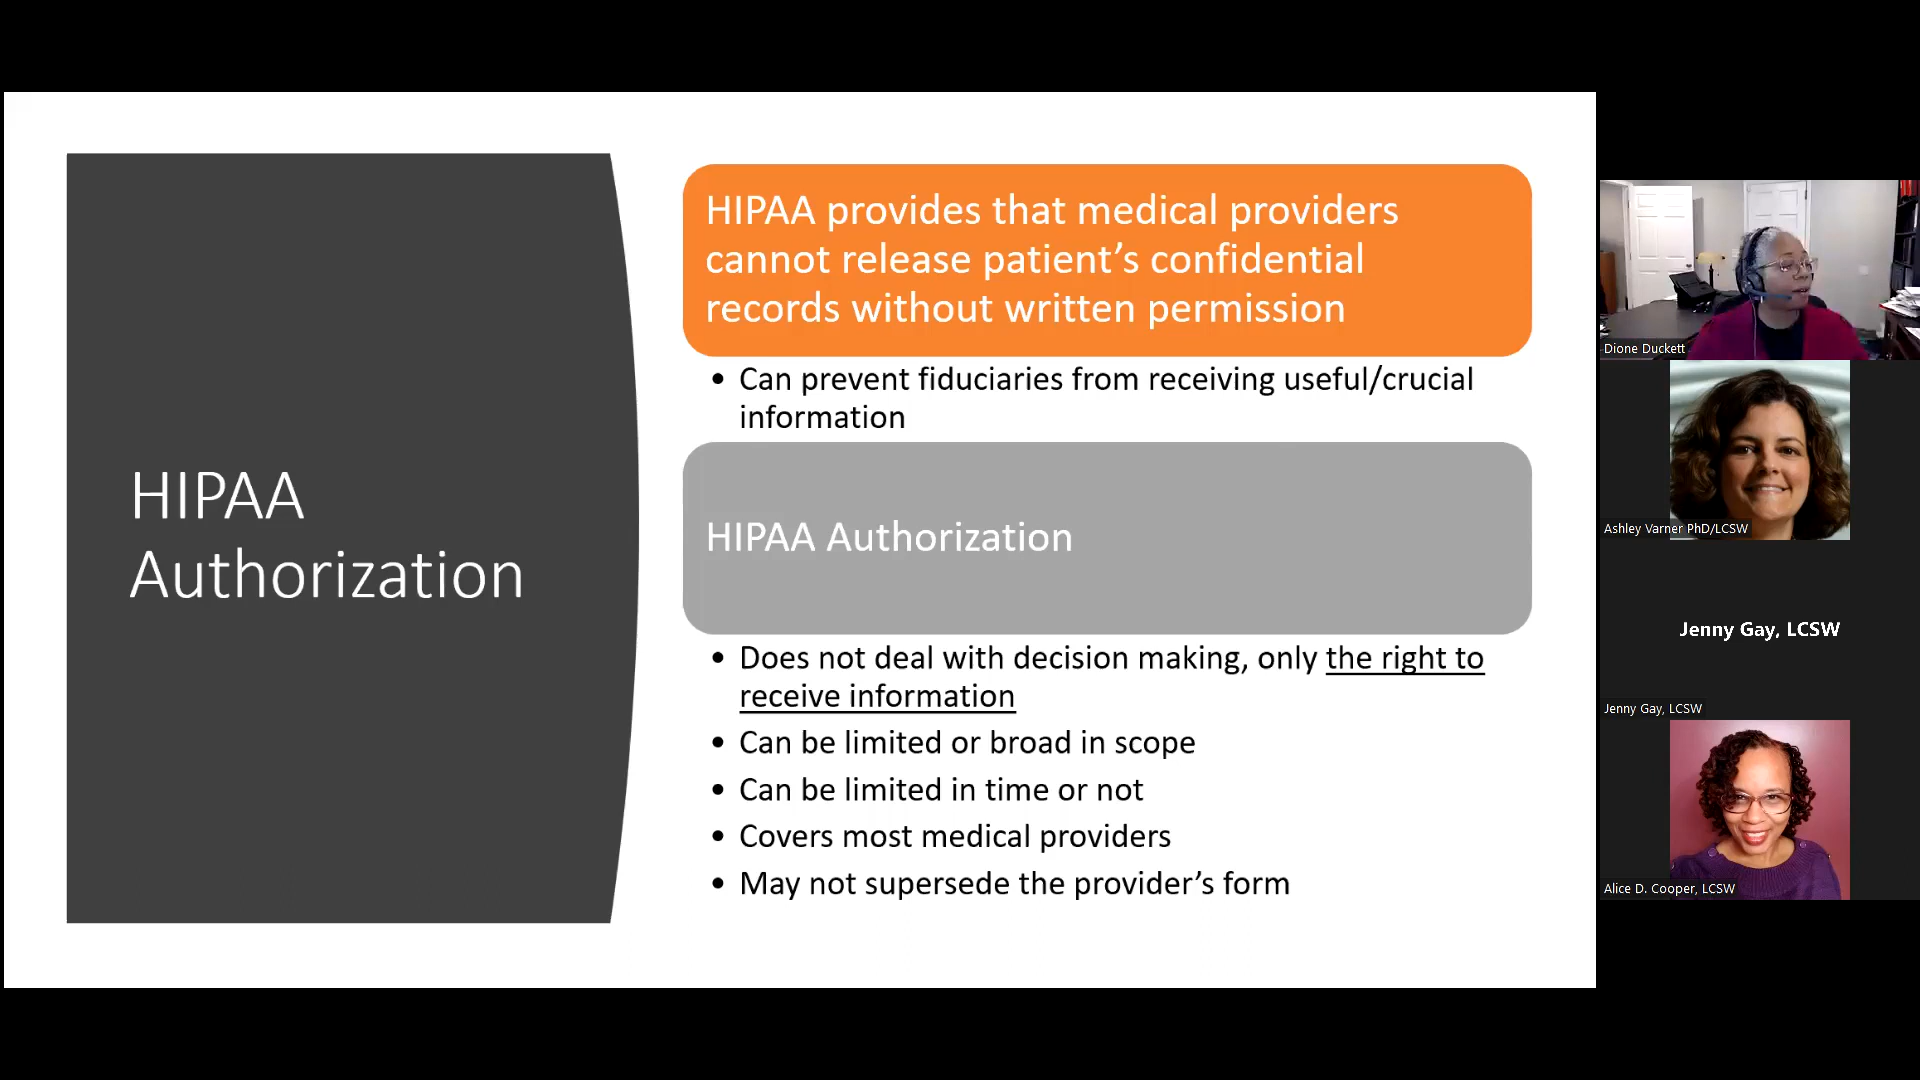 HIPAA
Authorization
HIPAA provides that medical providers
cannot release patient’s confidential
records without written permission
• Can prevent fiduciaries from receiving useful/crucial
information
HIPAA Authorization
• Does not deal with decision making, only the right to
receive information
• Can be limited or broad in scope
• Can be limited in time or not
• Covers most medical providers
• May not supersede the provider’s form
Dione Duckett
Ashley Varner PhD/LCSW
Jenny Gay, LCSW
Jenny Gay, LCSW
Alice D. Cooper, LCSW